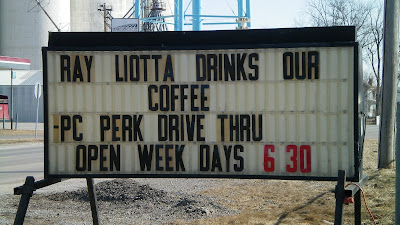 RAY LIOTTA DRINKS OUR
COFFEE
-PC PERK DRIVE THRU
OPEN WEEK DAYS 6 30